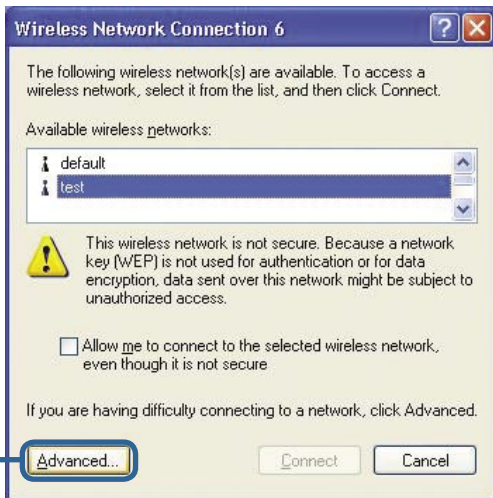 Wireless Network Connection 6
The following wireless network(s) are available. To access a
wireless network, select it from the list, and then click Connect.
Available wireless networks:
default
test
This wireless network is not secure. Because a network
key (WEP) is not used for authentication or for data
encryption, data sent over this network might be subject to
unauthorized access.
Allow me to connect to the selected wireless network,
even though it is not secure
If you are having difficulty connecting to a network, click Advanced.
Advanced... Connect Cancel